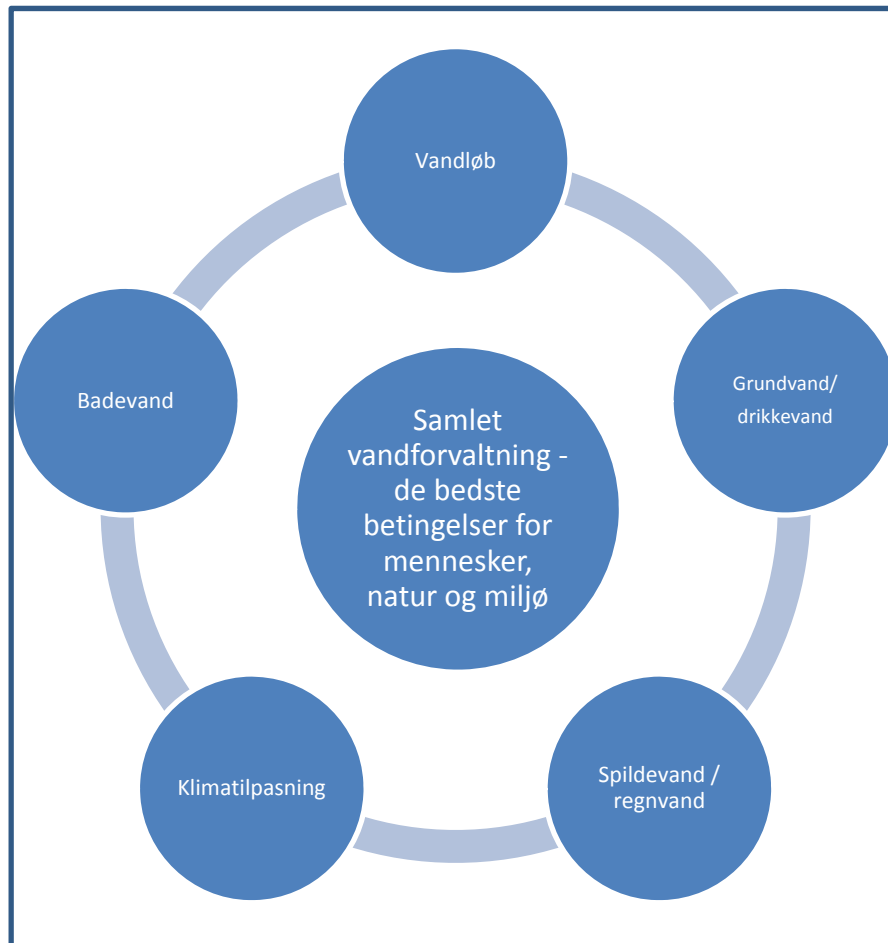 Vandløb
Grundvand/
drikkevand
Spildevand /
regnvand
Klimatilpasning
Badevand
Samlet
vandforvaltning -
de bedste
betingelser for
mennesker,
natur og miljø